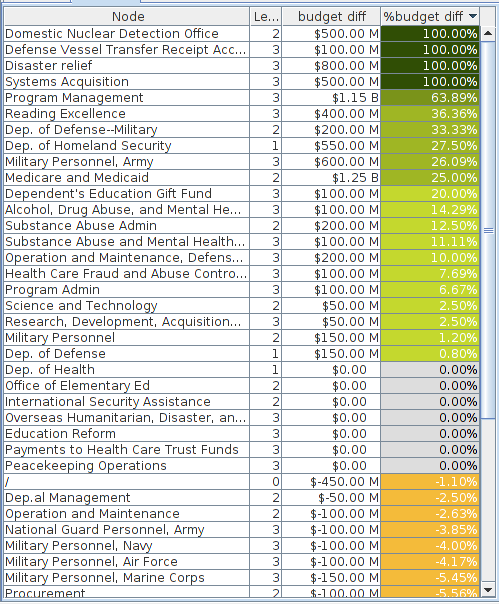 Node Le... budget diff %budget diff
Domestic Nuclear Detection Office 2 $500.00 M 100.00%
Defense Vessel Transfer Receipt Acc... 3 $100.00 M 100.00%
Disaster relief 3 $800.00 M 100.00%
Systems Acquisition 3 $500.00 M 100.00%
Program Management 3 $1.15 B 63.89%
Reading Excellence 3 $400.00 M 36.36%
Dep. of Defense--Military 2 $200.00 M 33.33%
Dep. of Homeland Security 1 $550.00 M 27.50%
Military Personnel, Army 3 $600.00 M 26.09%
Medicare and Medicaid 2 $1.25 B 25.00%
Dependent's Education Gift Fund 3 $100.00 M 20.00%
Alcohol, Drug Abuse, and Mental He... 3 $100.00 M 14.29%
Substance Abuse Admin 2 $200.00 M 12.50%
Substance Abuse and Mental Health... 3 $100.00 M 11.11%
Operation and Maintenance, Defens... 3 $200.00 M 10.00%
Health Care Fraud and Abuse Contro... 3 $100.00 M 7.69%
Program Admin 3 $100.00 M 6.67%
Science and Technology 2 $50.00 M 2.50%
Research, Development, Acquisition... 3 $50.00 M 2.50%
Military Personnel 2 $150.00 M 1.20%
Dep. of Defense 1 $150.00 M 0.80%
Dep. of Health 1 $0.00 0.00%
Office of Elementary Ed 2 $0.00 0.00%
International Security Assistance 2 $0.00 0.00%
Overseas Humanitarian, Disaster, an... 3 $0.00 0.00%
Education Reform 3 $0.00 0.00%
Payments to Health Care Trust Funds 3 $0.00 0.00%
Peacekeeping Operations 3 $0.00 0.00%
/ 0 $-450.00 M -1.10%
Dep.al Management 2 $-50.00 M -2.50%
Operation and Maintenance 2 $-100.00 M -2.63%
National Guard Personnel, Army 3 $-100.00 M -3.85%
Military Personnel, Navy 3 $-100.00 M -4.00%
Military Personnel, Air Force 3 $-100.00 M -4.17%
Military Personnel, Marine Corps 3 $-150.00 M -5.45%
Procurement 2 $-100.00 M -5.56%